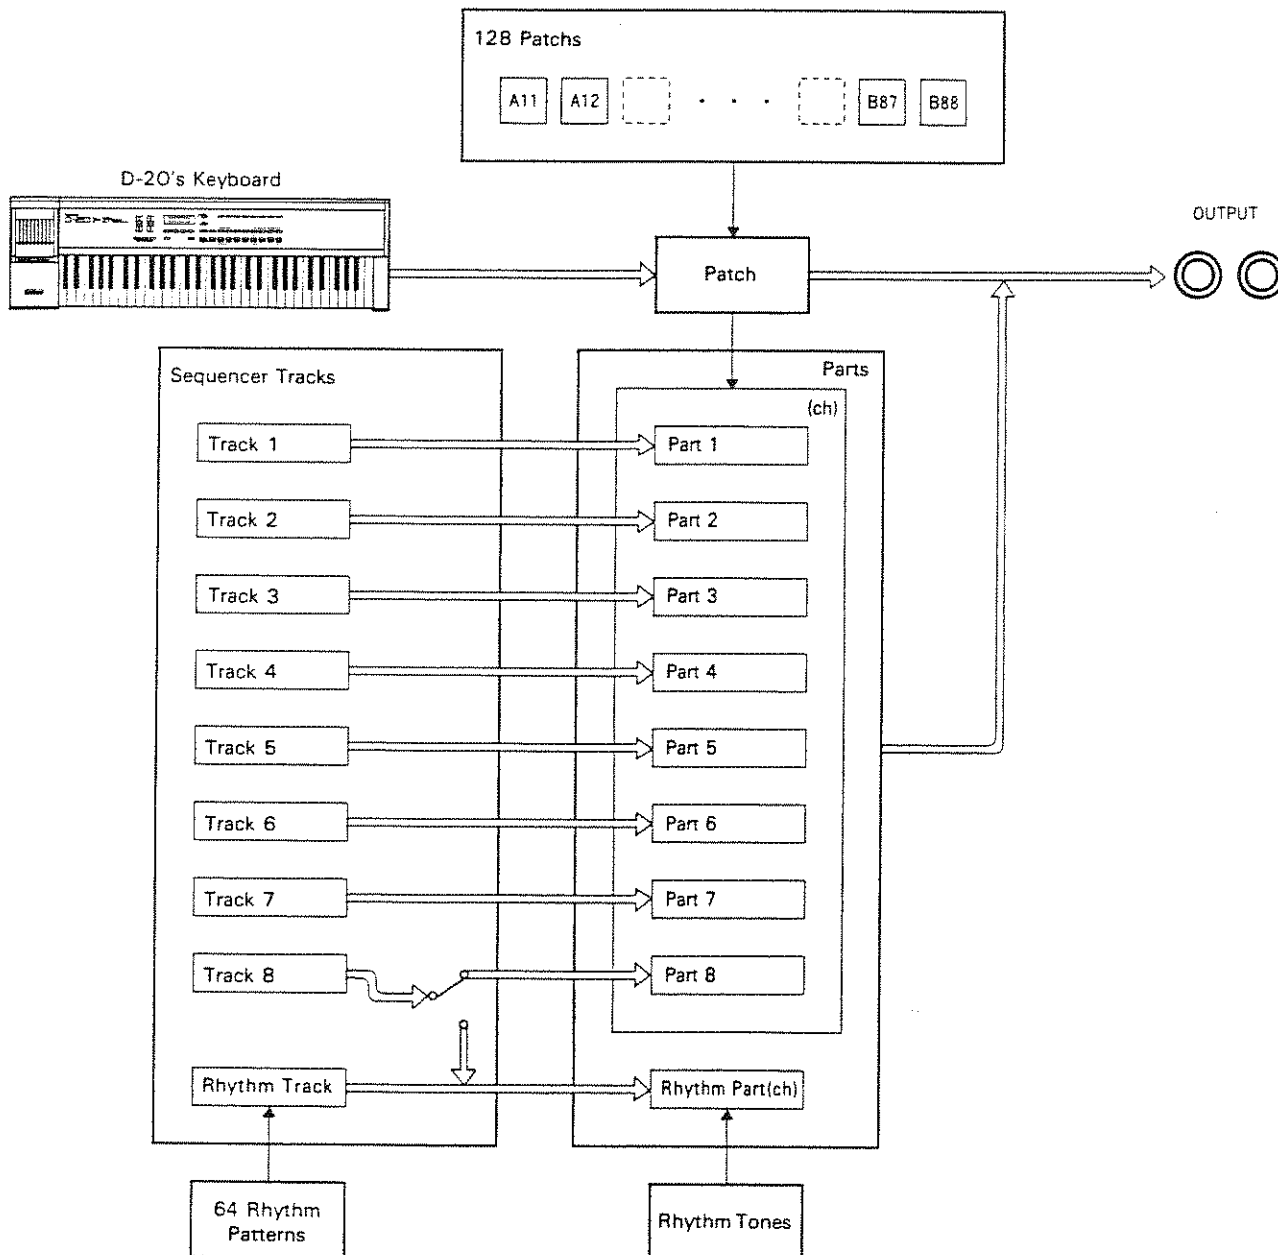 128 Patchs
A11 A12 . . . B87 B88
D-20's Keyboard
OUTPUT
Patch
Sequencer Tracks
Parts
(ch)
Track 1
Part 1
Track 2
Part 2
Track 3
Part 3
Track 4
Part 4
Track 5
Part 5
Track 6
Part 6
Track 7
Part 7
Track 8
Part 8
Rhythm Track
Rhythm Part(ch)
64 Rhythm
Patterns
Rhythm Tones